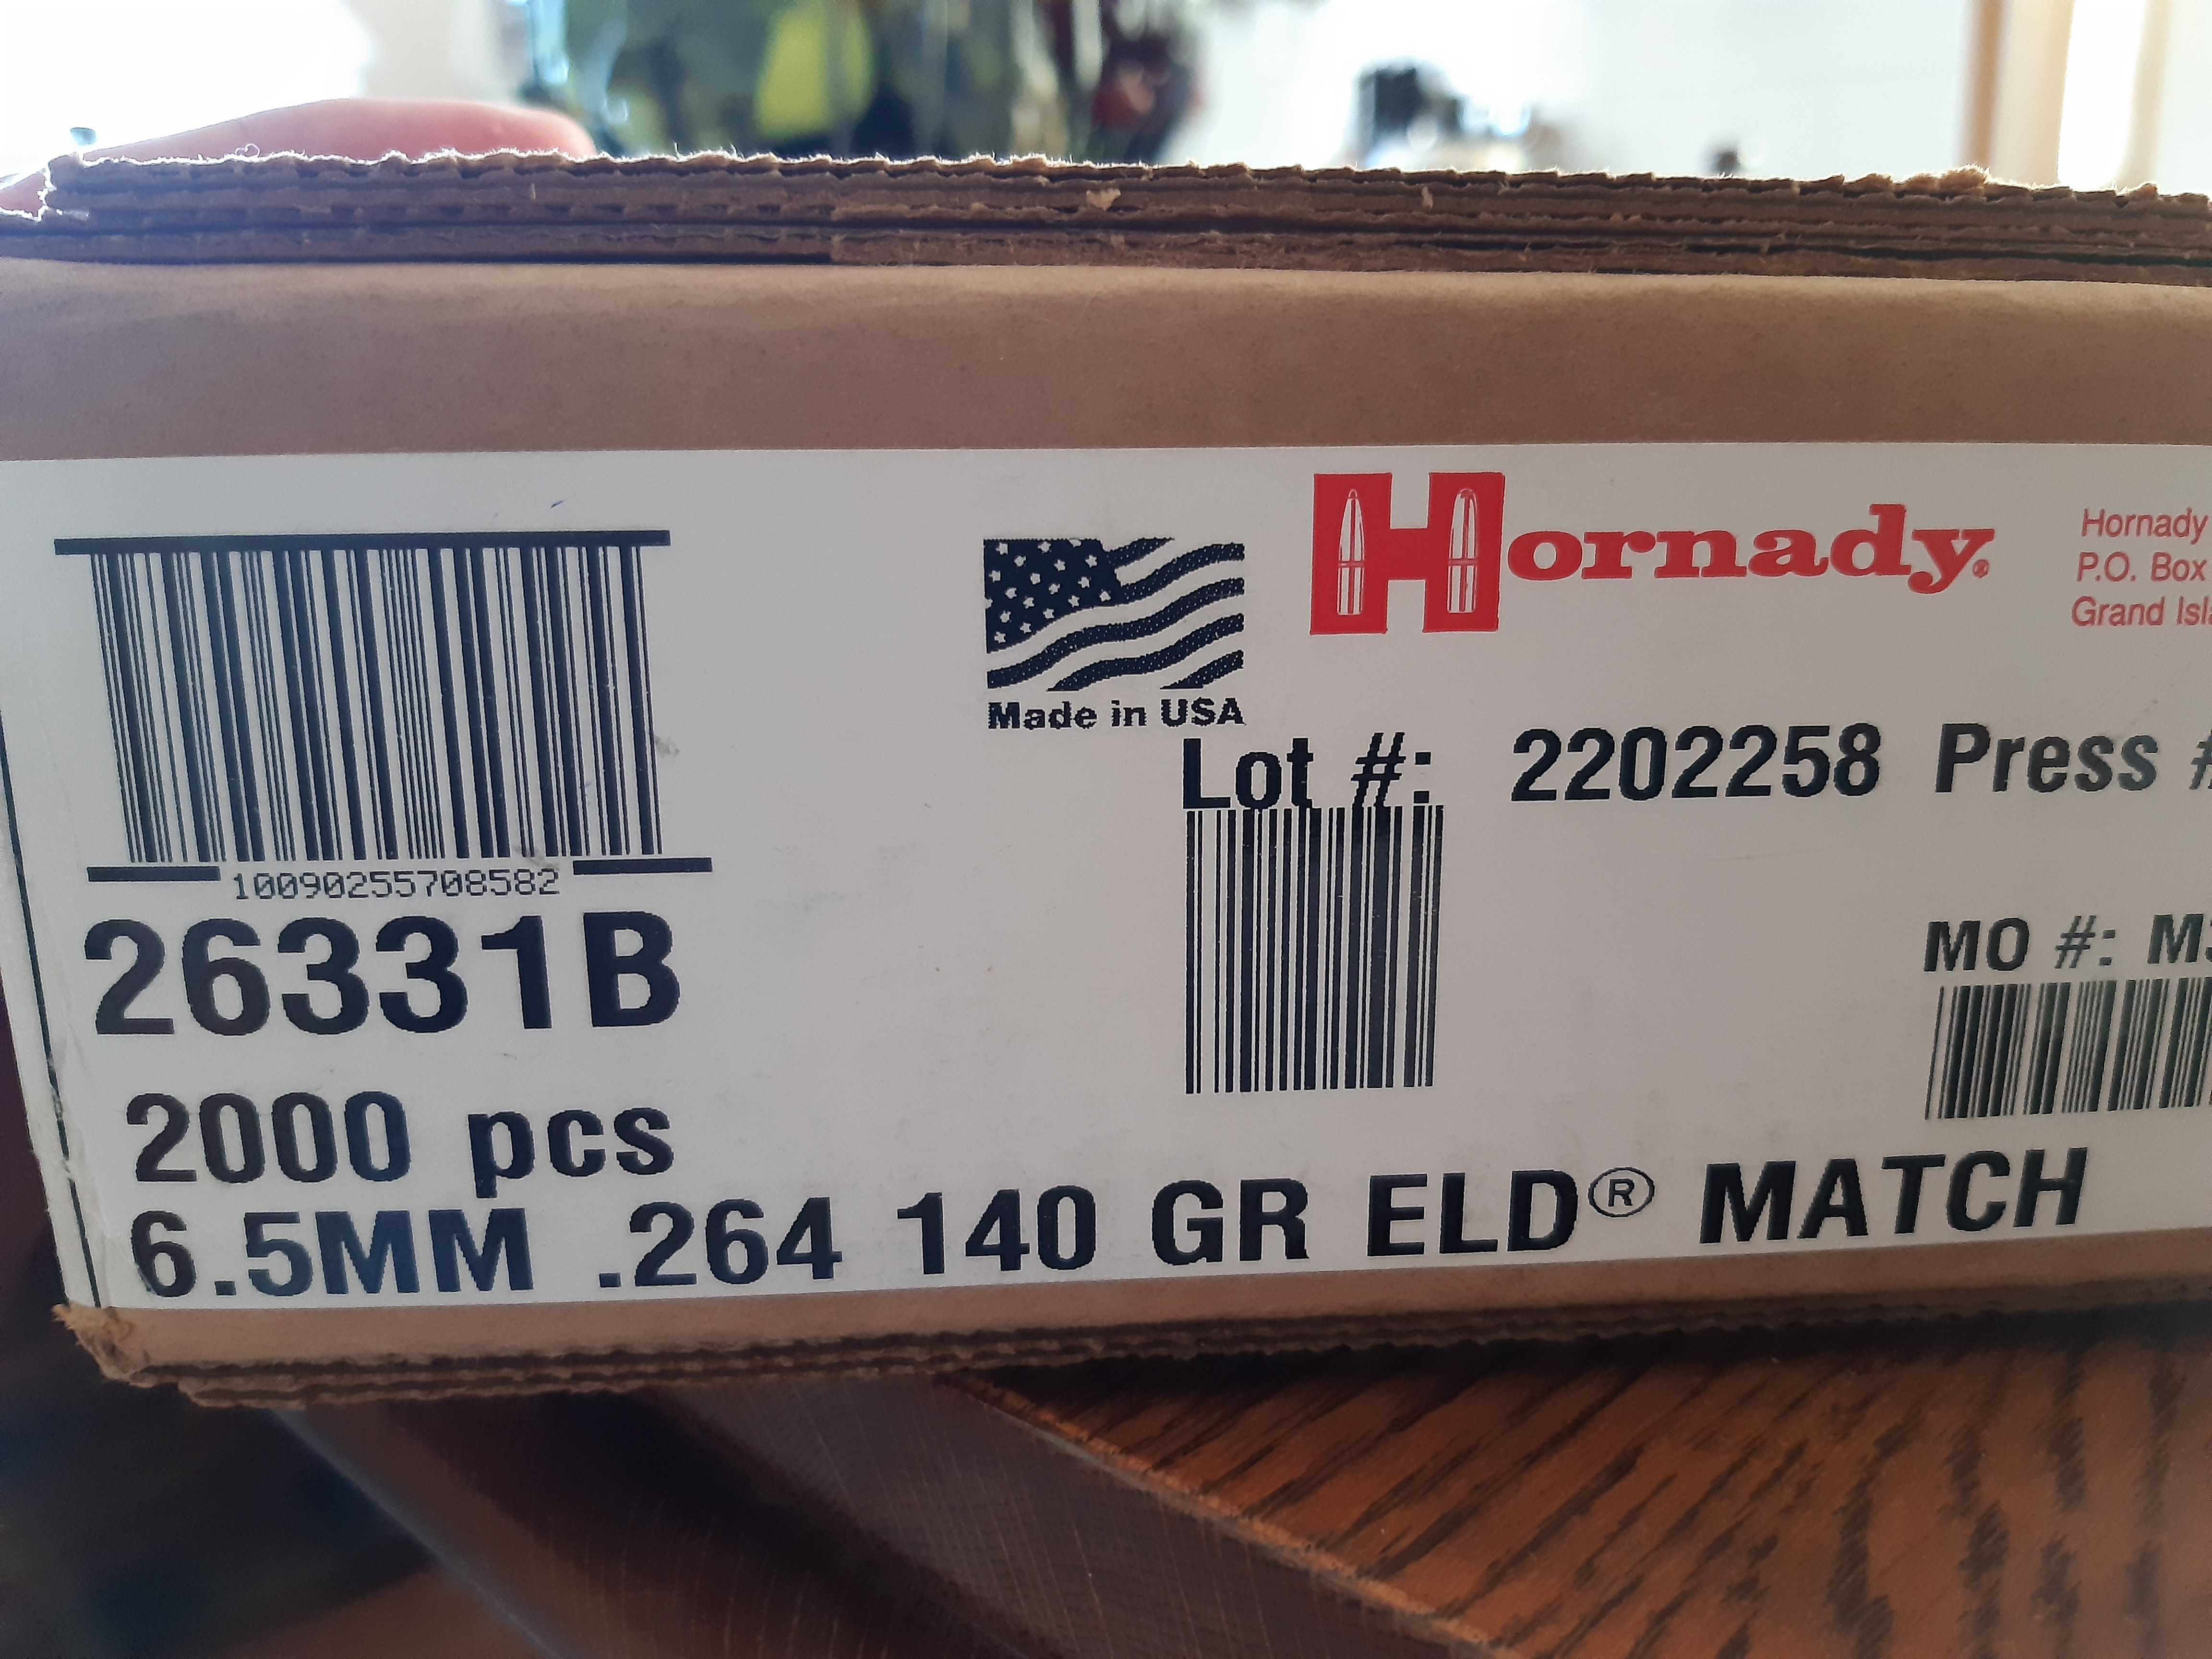 Hornady®
Hornady
P.O. Box
Grand
Made in USA
Lot #: 2202258 Press #
10090255708582
26331B
MO #:
2000 pcs
6.5MM .264 140 GR ELD® MATCH